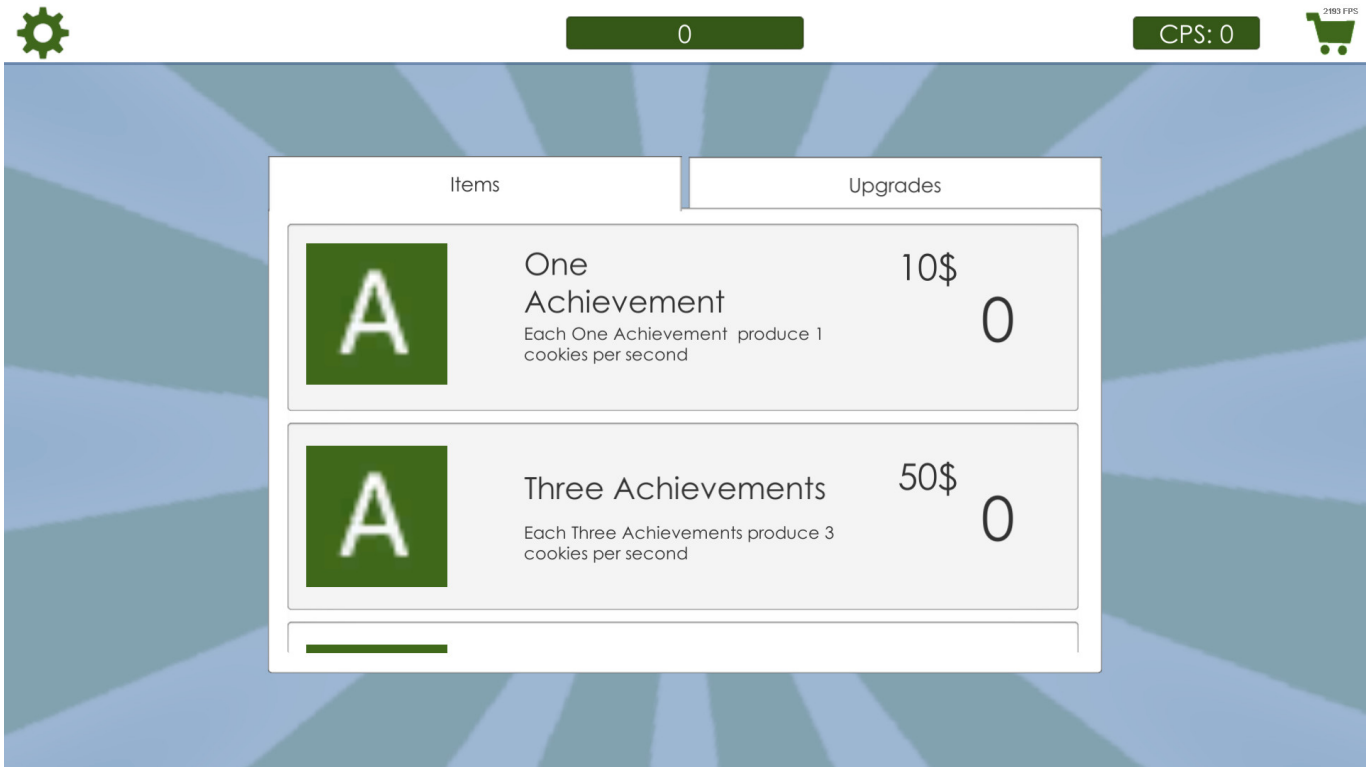 0
CPS: 0
2193 FPS
Items
Upgrades
A
One
Achievement
10$
0
Each One Achievement  produce 1
cookies per second
A
Three Achievements
50$
0
Each Three Achievements produce 3
cookies per second